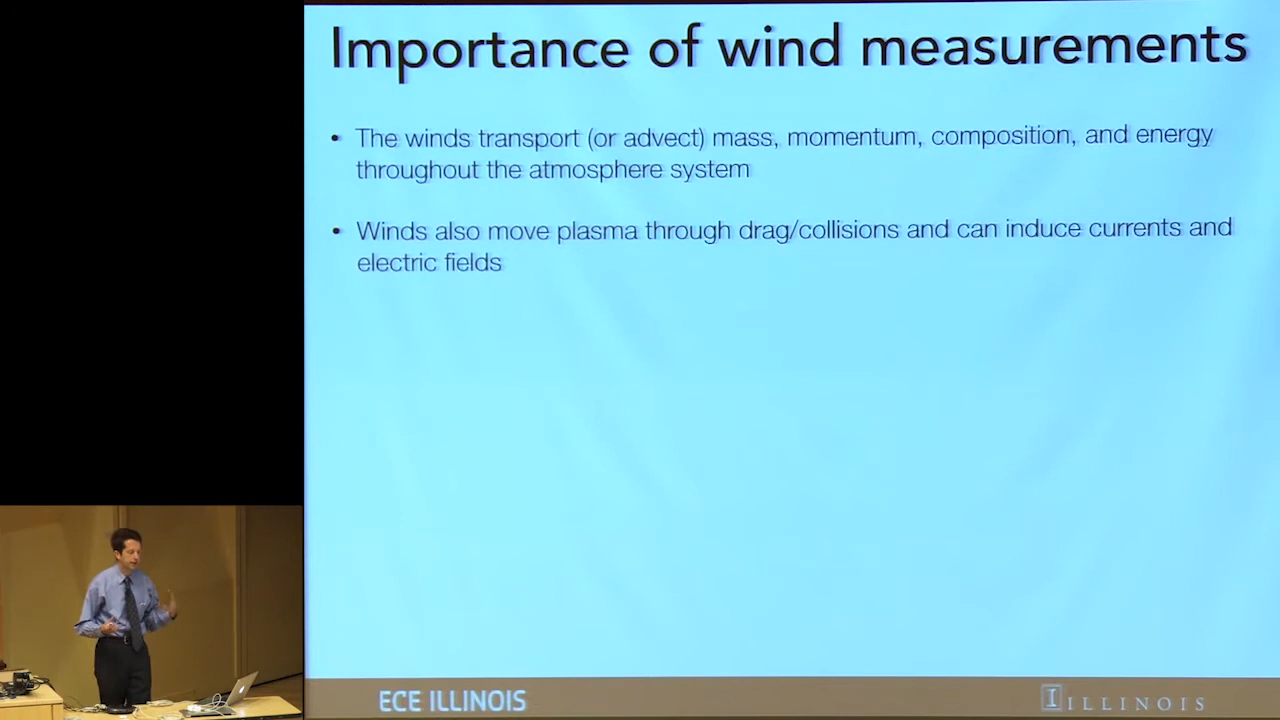 Importance of wind measurements
• The winds transport (or advect) mass, momentum, composition, and energy
throughout the atmosphere system
• Winds also move plasma through drag/collisions and can induce currents and
electric fields
ECE ILLINOIS
I ILLINOIS